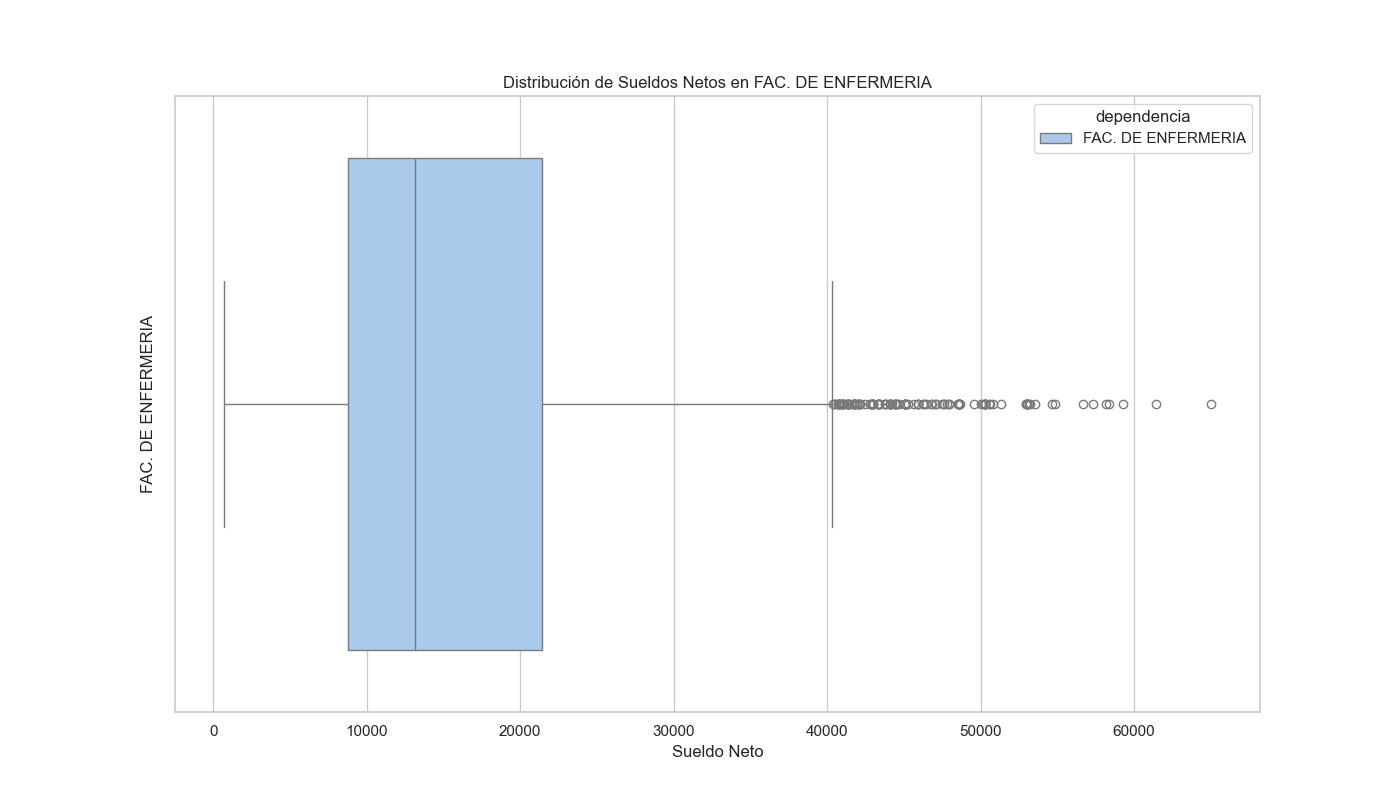 Distribución de Sueldos Netos en FAC. DE ENFERMERIA
dependencia
FAC. DE ENFERMERIA
FAC. DE ENFERMERIA
0 10000 20000 30000 40000 50000 60000
Sueldo Neto